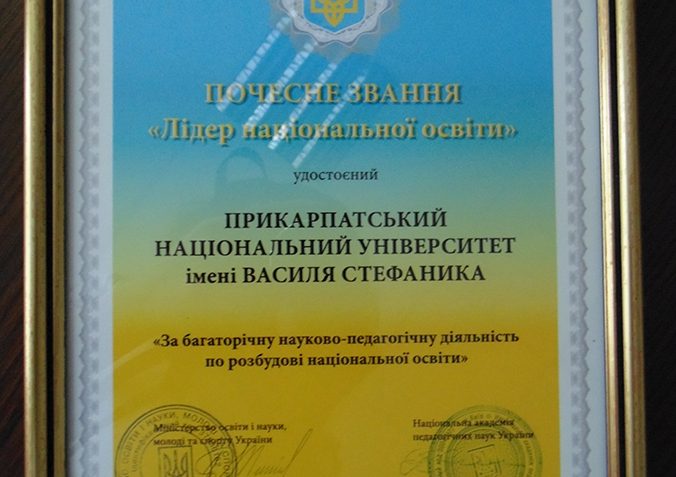 ПОЧЕСНЕ ЗВАННЯ
«Лідер національної освіти»
удостоєний
ПРИКАРПАТСЬКИЙ
НАЦІОНАЛЬНИЙ УНІВЕРСИТЕТ
імені ВАСИЛЯ СТЕФАНИКА
«За багаторічну науково-педагогічну діяльність
по розбудові національної освіти»
Міністерство освіти і науки,
молоді та спорту України
Національна академія
педагогічних наук України